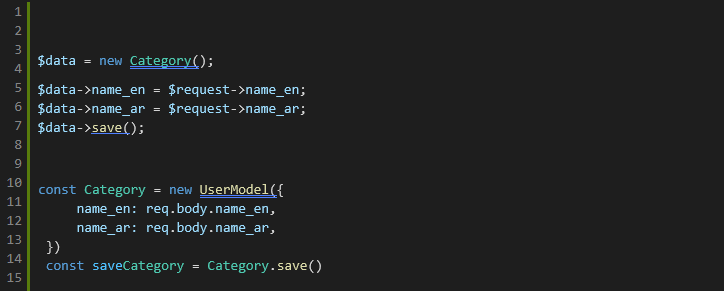 1
2
3
$data = new Category();
4
5 $data->name_en = $request->name_en;
6 $data->name_ar = $request->name_ar;
7 $data->save();
8
9
10 const Category = new UserModel({
11 name_en: req.body.name_en,
12 name_ar: req.body.name_ar,
13 })
14 const saveCategory = Category.save()
15